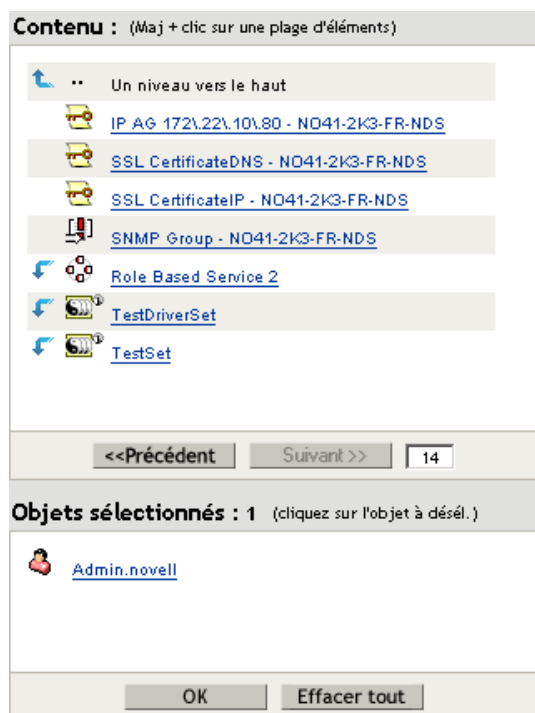 Contenu : (Maj + clic sur une plage d'éléments)
.. Un niveau vers le haut
IP AG 172\.22\.10\.80 - NO41-2K3-FR-NDS
SSL CertificateDNS - NO41-2K3-FR-NDS
SSL CertificateIP - NO41-2K3-FR-NDS
SNMP Group - NO41-2K3-FR-NDS
Role Based Service 2
TestDriverSet
TestSet
<<Précédent Suivant >> 14
Objets sélectionnés : 1 (cliquez sur l'objet à désél.)
Admin.novell
OK Effacer tout